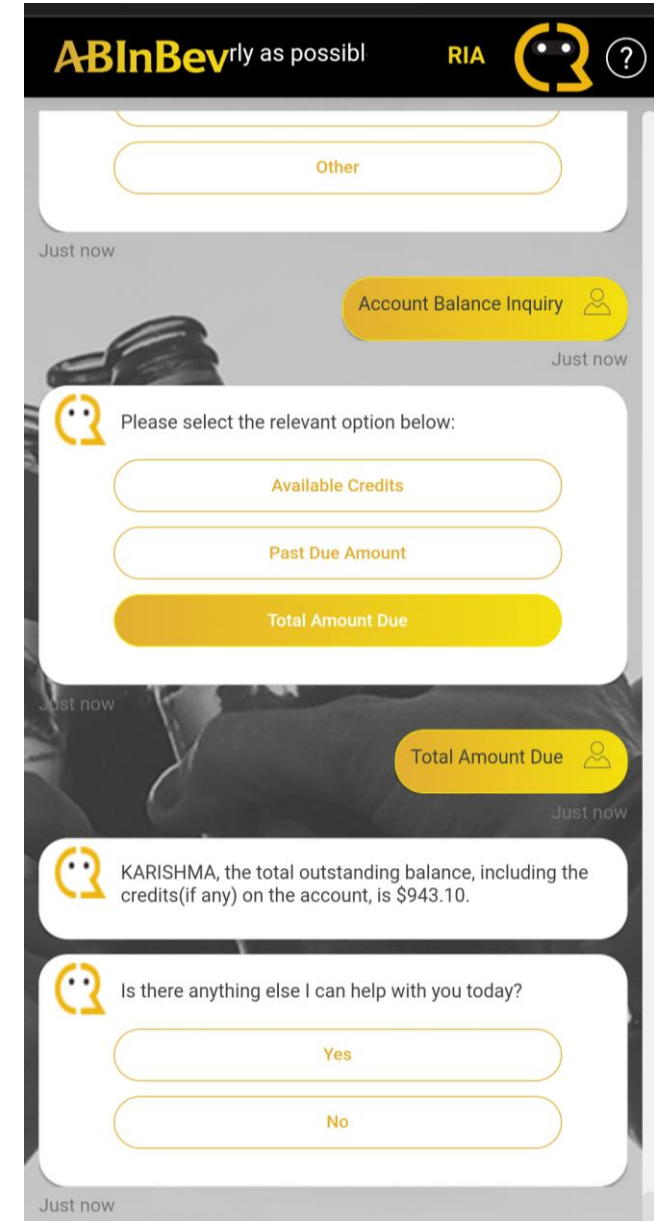 ABInBev
rly as possibl
RIA
?
Other
Just now
Account Balance Inquiry
Just now
Please select the relevant option below:
Available Credits
Past Due Amount
Total Amount Due
Just now
Total Amount Due
Just now
KARISHMA, the total outstanding balance, including the
credits(if any) on the account, is $943.10.
Is there anything else I can help with you today?
Yes
No
Just now